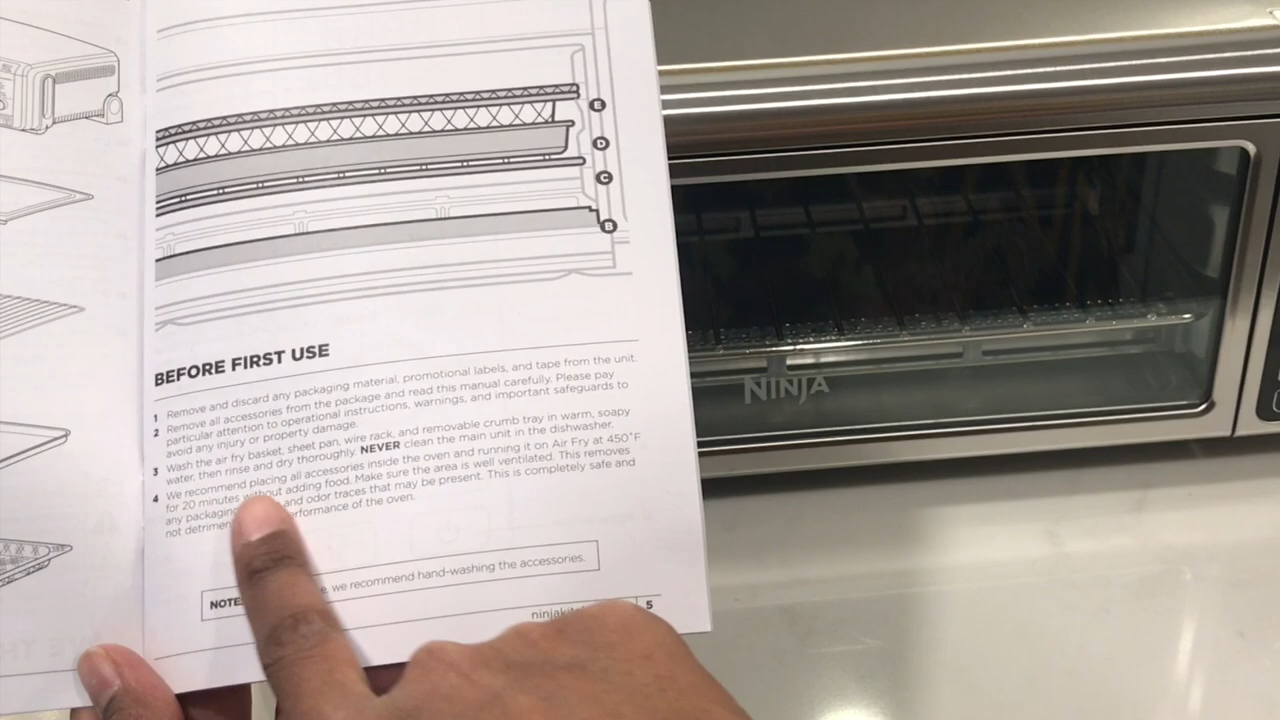 E
D
C
B
BEFORE FIRST USE
1 Remove and discard any packaging material, promotional labels, and tape from the unit.
2 Remove all accessories from the package and read this manual carefully. Please pay
particular attention to operational instructions, warnings, and important safeguards to
avoid any injury or property damage.
3 Wash the air fry basket, sheet pan, wire rack, and removable crumb tray in warm, soapy
water, then rinse and dry thoroughly. NEVER clean the main unit in the dishwasher.
4 We recommend placing all accessories inside the oven and running it on Air Fry at 450°F
for 20 minutes without adding food. Make sure the area is well ventilated. This removes
any packaging and odor traces that may be present. This is completely safe and
not of the oven.
NOTE we recommend hand-washing the accessories.
5
NINJA